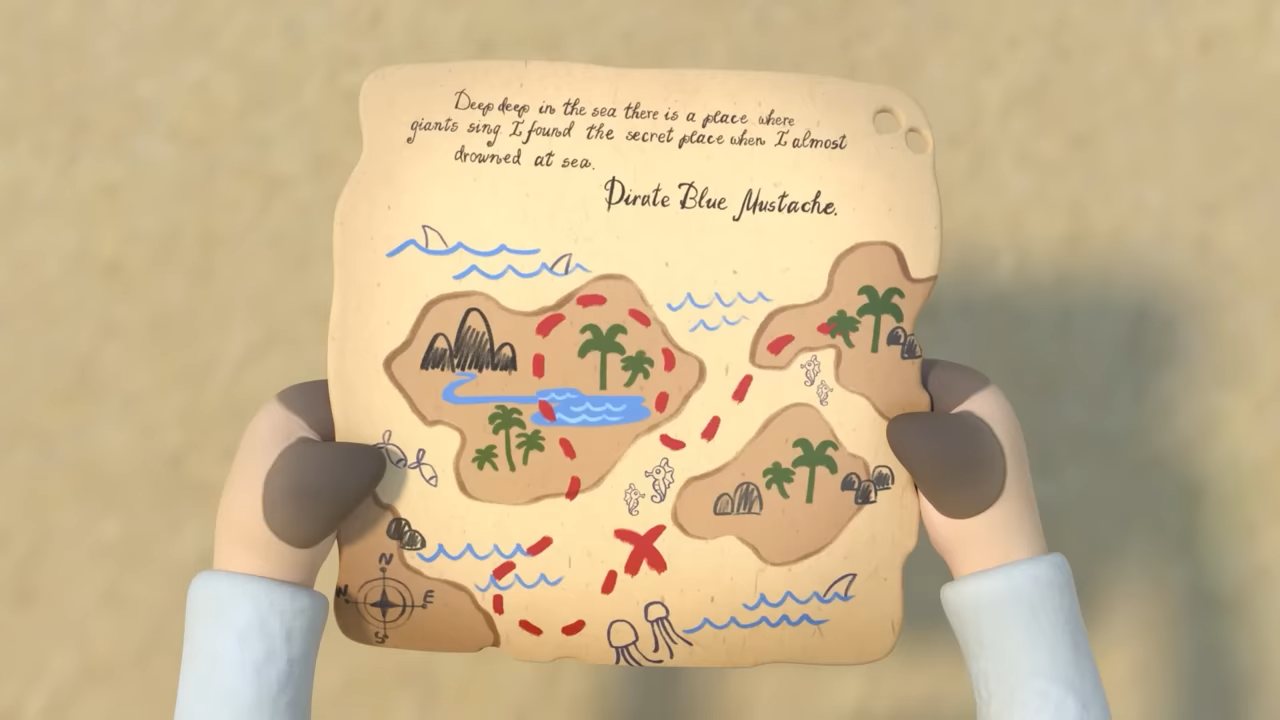 Deep deep in the sea there is a place where
giants sing I found the secret place when I almost
drowned at sea.
Pirate Blue Mustache.
N
N E
S